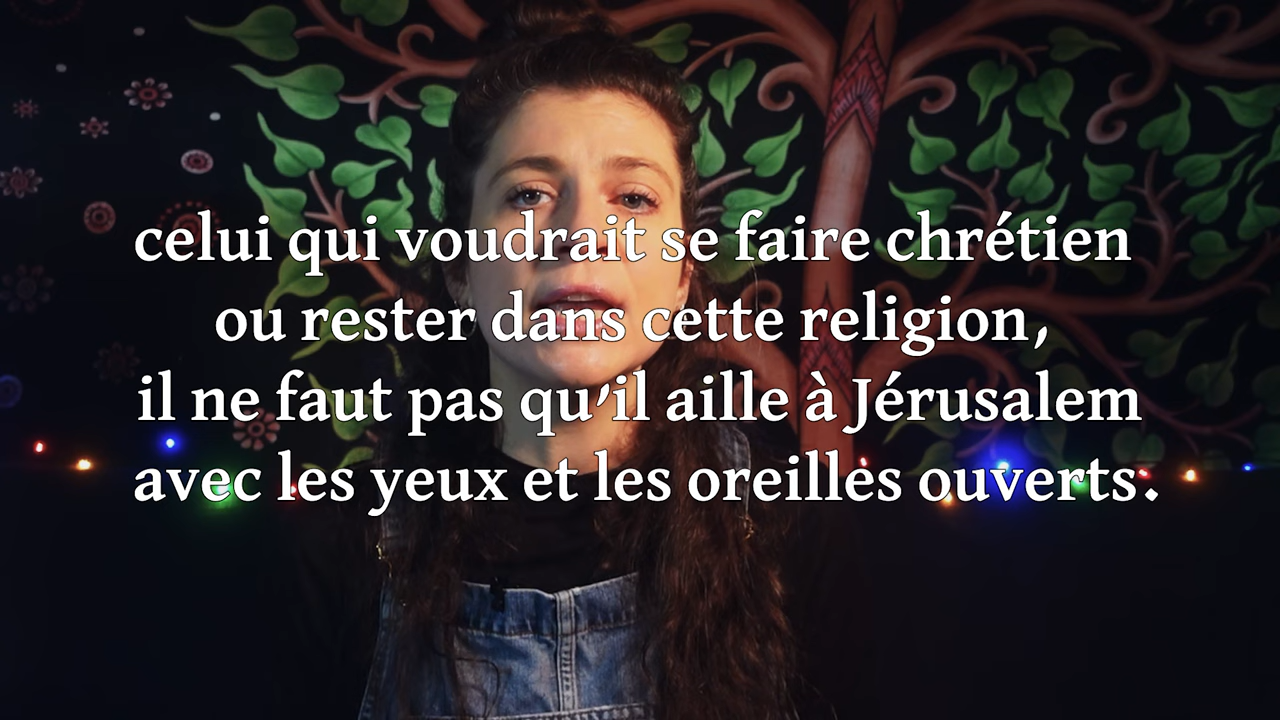 celui qui voudrait se faire chrétien
ou rester dans cette religion,
il ne faut pas qu'il aille à Jérusalem
avec les yeux et les oreilles ouverts.